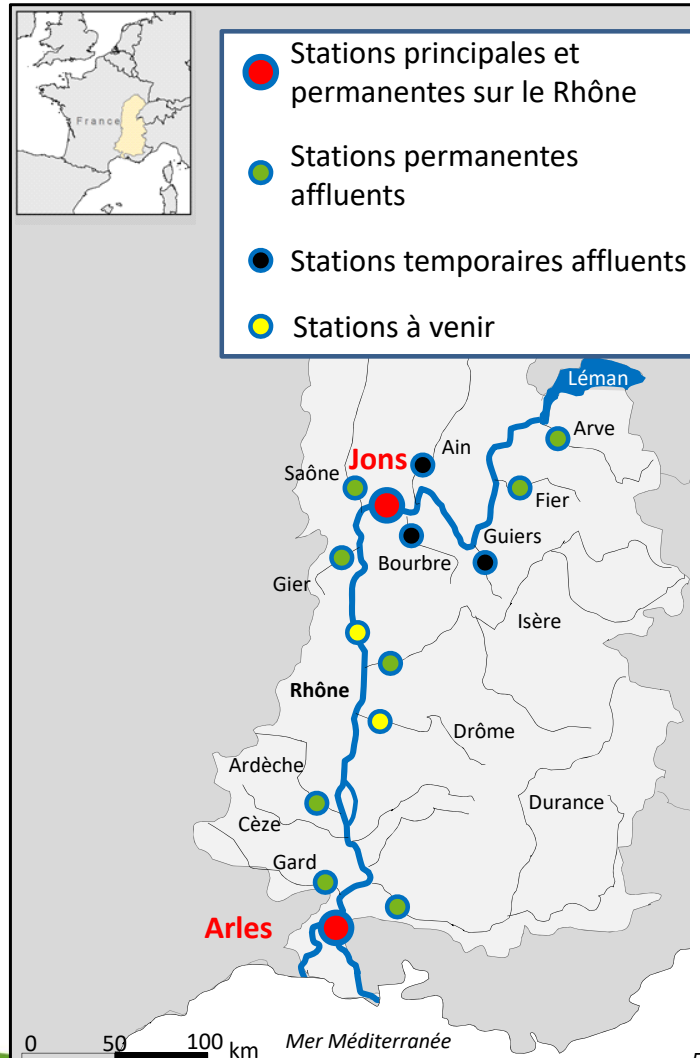 France
Stations principales et
permanentes sur le Rhône
Stations permanentes
affluents
Stations temporaires affluents
Stations à venir
Léman
Arve
Ain
Jons
Saône
Fier
Guiers
Bourbre
Gier
Isère
Rhône
Drôme
Ardèche
Durance
Cèze
Gard
Arles
0 50 100 km
Mer Méditerranée